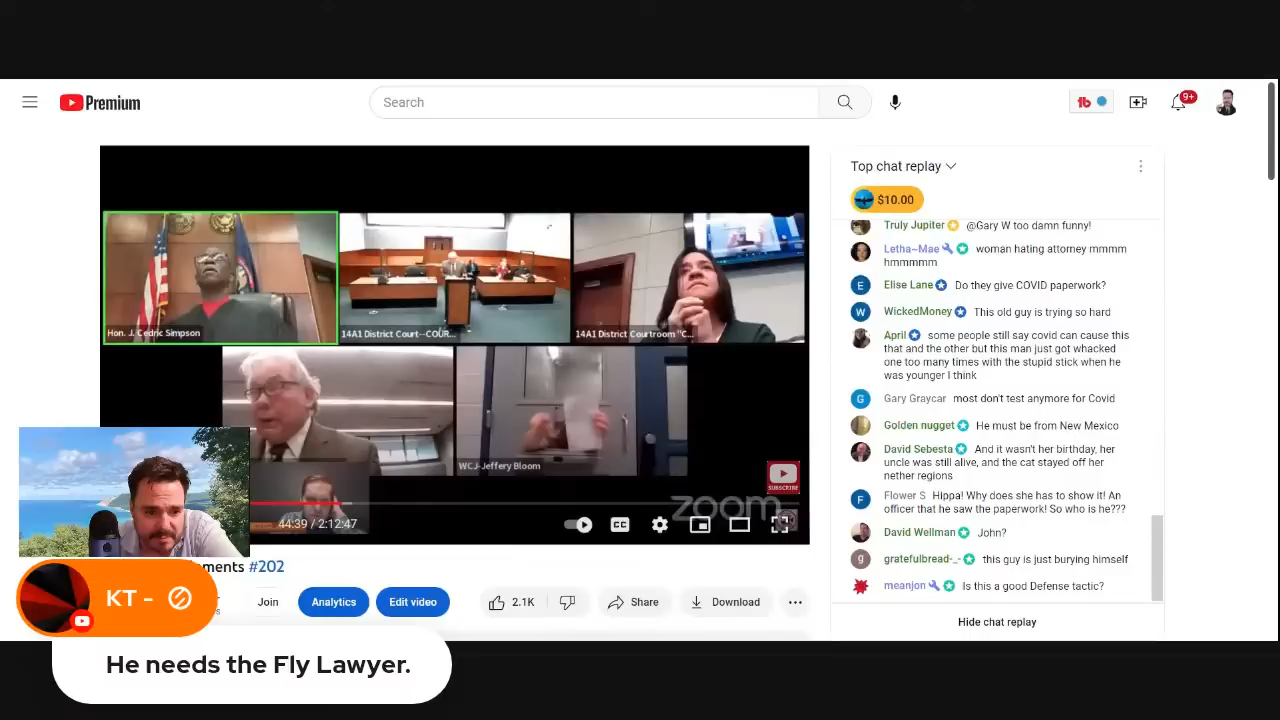 Premium
Search
9+
Hon. J. Cedric Simpson
14A1 District Court--COUR...
14A1 District Courtroom "C...
WCJ-Jeffery Bloom
SUBSCRIBE
zoom
44:39 / 2:12:47
CC
ments #202
Join
Analytics
Edit video
2.1K
Share
Download
Top chat replay
$10.00
Truly Jupiter @Gary W too damn funny!
Letha~Mae woman hating attorney mmmm
hmmmmm
Elise Lane Do they give COVID paperwork?
WickedMoney This old guy is trying so hard
April some people still say covid can cause this
that and the other but this man just got whacked
one too many times with the stupid stick when he
was younger I think
Gary Graycar most don't test anymore for Covid
Golden nugget He must be from New Mexico
David Sebesta And it wasn't her birthday, her
uncle was still alive, and the cat stayed off her
nether regions
Flower S Hippa! Why does she has to show it! An
officer that he saw the paperwork! So who is he???
David Wellman John?
gratefulbread-_- this guy is just burying himself
meanjon Is this a good Defense tactic?
Hide chat replay
KT -
He needs the Fly Lawyer.